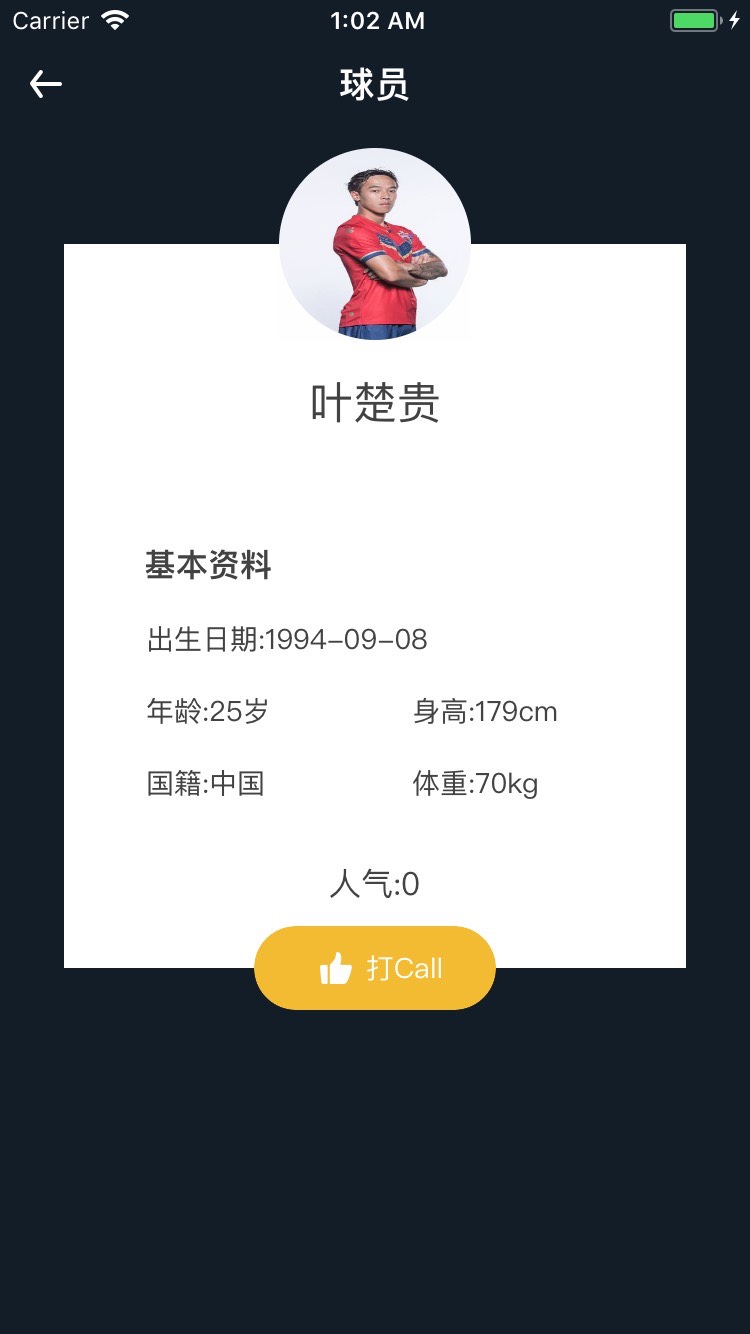 Carrier 1:02 AM
球员
叶楚贵
基本资料
出生日期:1994-09-08
年龄:25岁 身高:179cm
国籍:中国 体重:70kg
人气:0
打Call